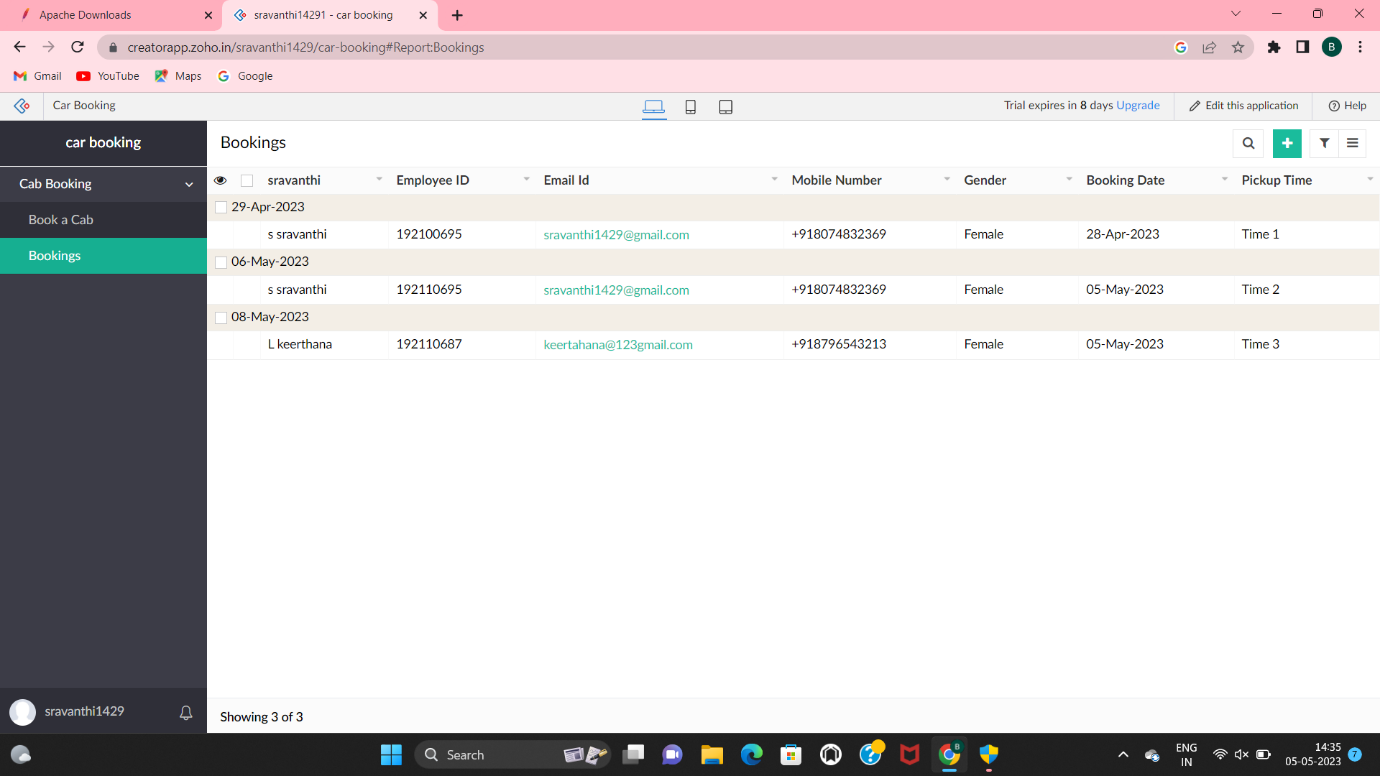 Apache Downloads
sravanthi14291 - car booking
creatorapp.zoho.in/sravanthi1429/car-booking#Report:Bookings
B
Gmail YouTube Maps Google
Car Booking
Trial expires in 8 days Upgrade
Edit this application
Help
car booking
Cab Booking
Book a Cab
Bookings
sravanthi1429
Bookings
sravanthi Employee ID Email Id Mobile Number Gender Booking Date Pickup Time
29-Apr-2023
s sravanthi 192100695 sravanthi1429@gmail.com +918074832369 Female 28-Apr-2023 Time 1
06-May-2023
s sravanthi 192110695 sravanthi1429@gmail.com +918074832369 Female 05-May-2023 Time 2
08-May-2023
L keerthana 192110687 keertahana@123gmail.com +918796543213 Female 05-May-2023 Time 3
Showing 3 of 3
Search
B
ENG
IN
14:35
05-05-2023
7